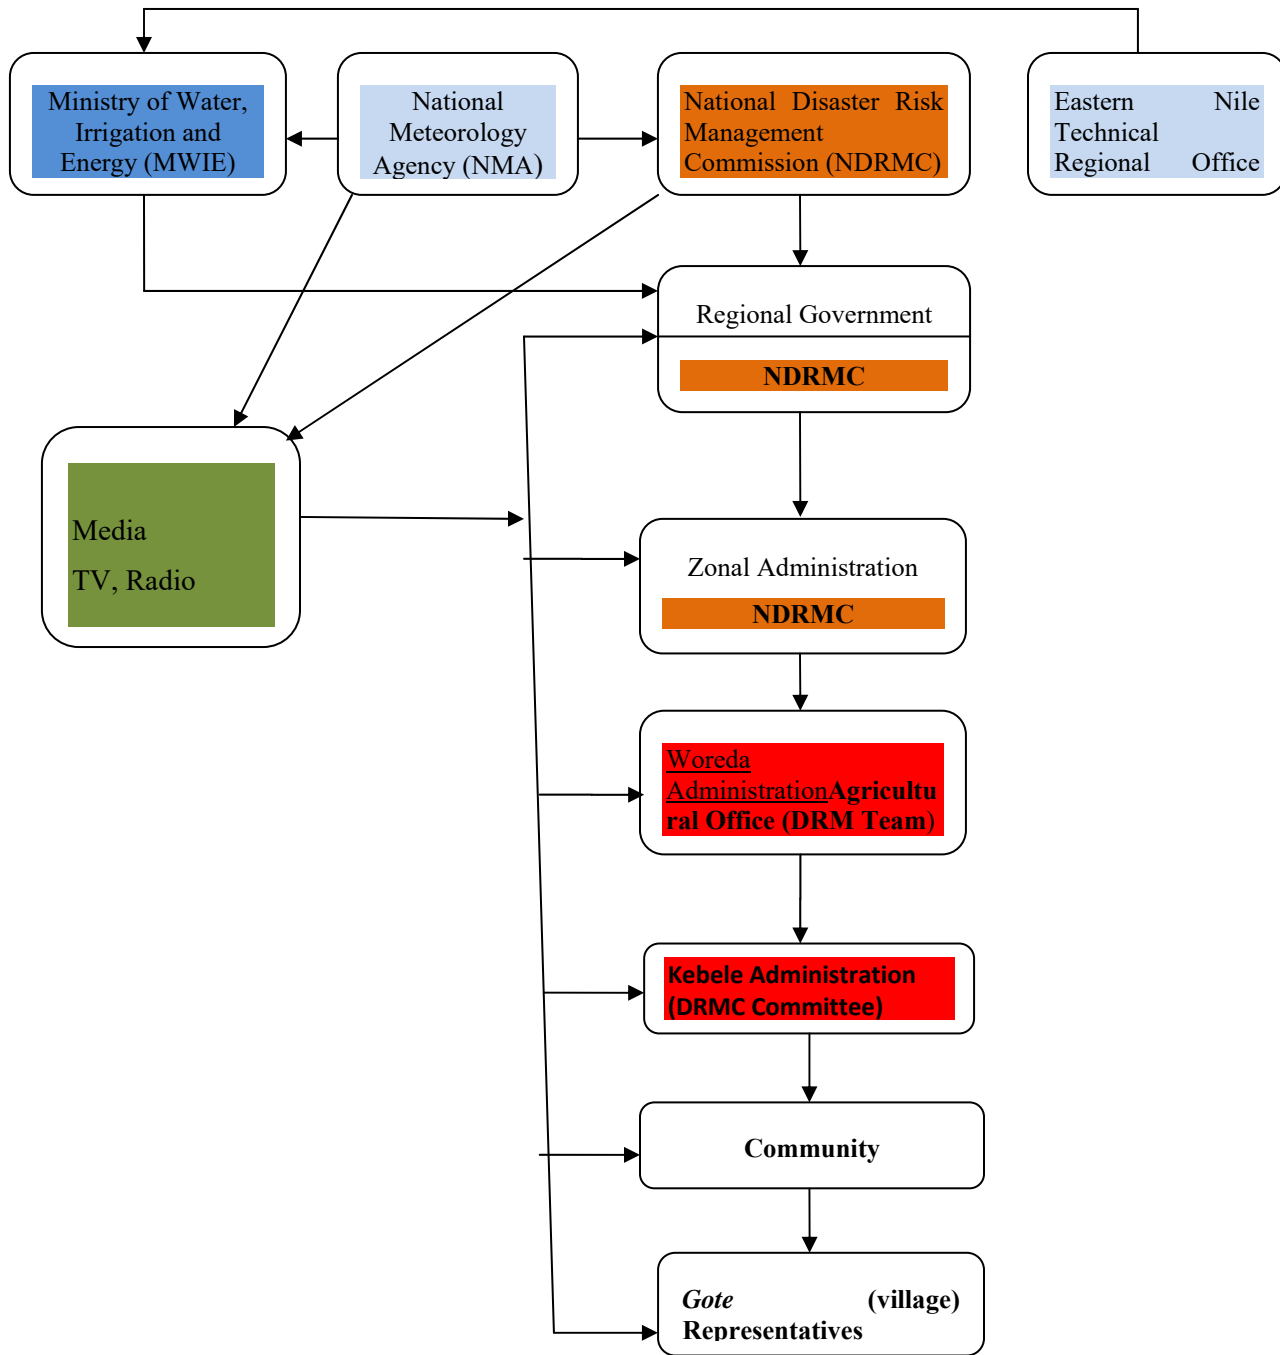 Ministry of Water,
Irrigation and
Energy (MWIE)
National
Meteorology
Agency (NMA)
National Disaster Risk
Management
Commission (NDRMC)
Eastern Nile
Technical
Regional Office
Regional Government
NDRMC
Media
TV, Radio
Zonal Administration
NDRMC
Woreda
AdministrationAgricultu
ral Office (DRM Team)
Kebele Administration
(DRMC Committee)
Community
Gote (village)
Representatives